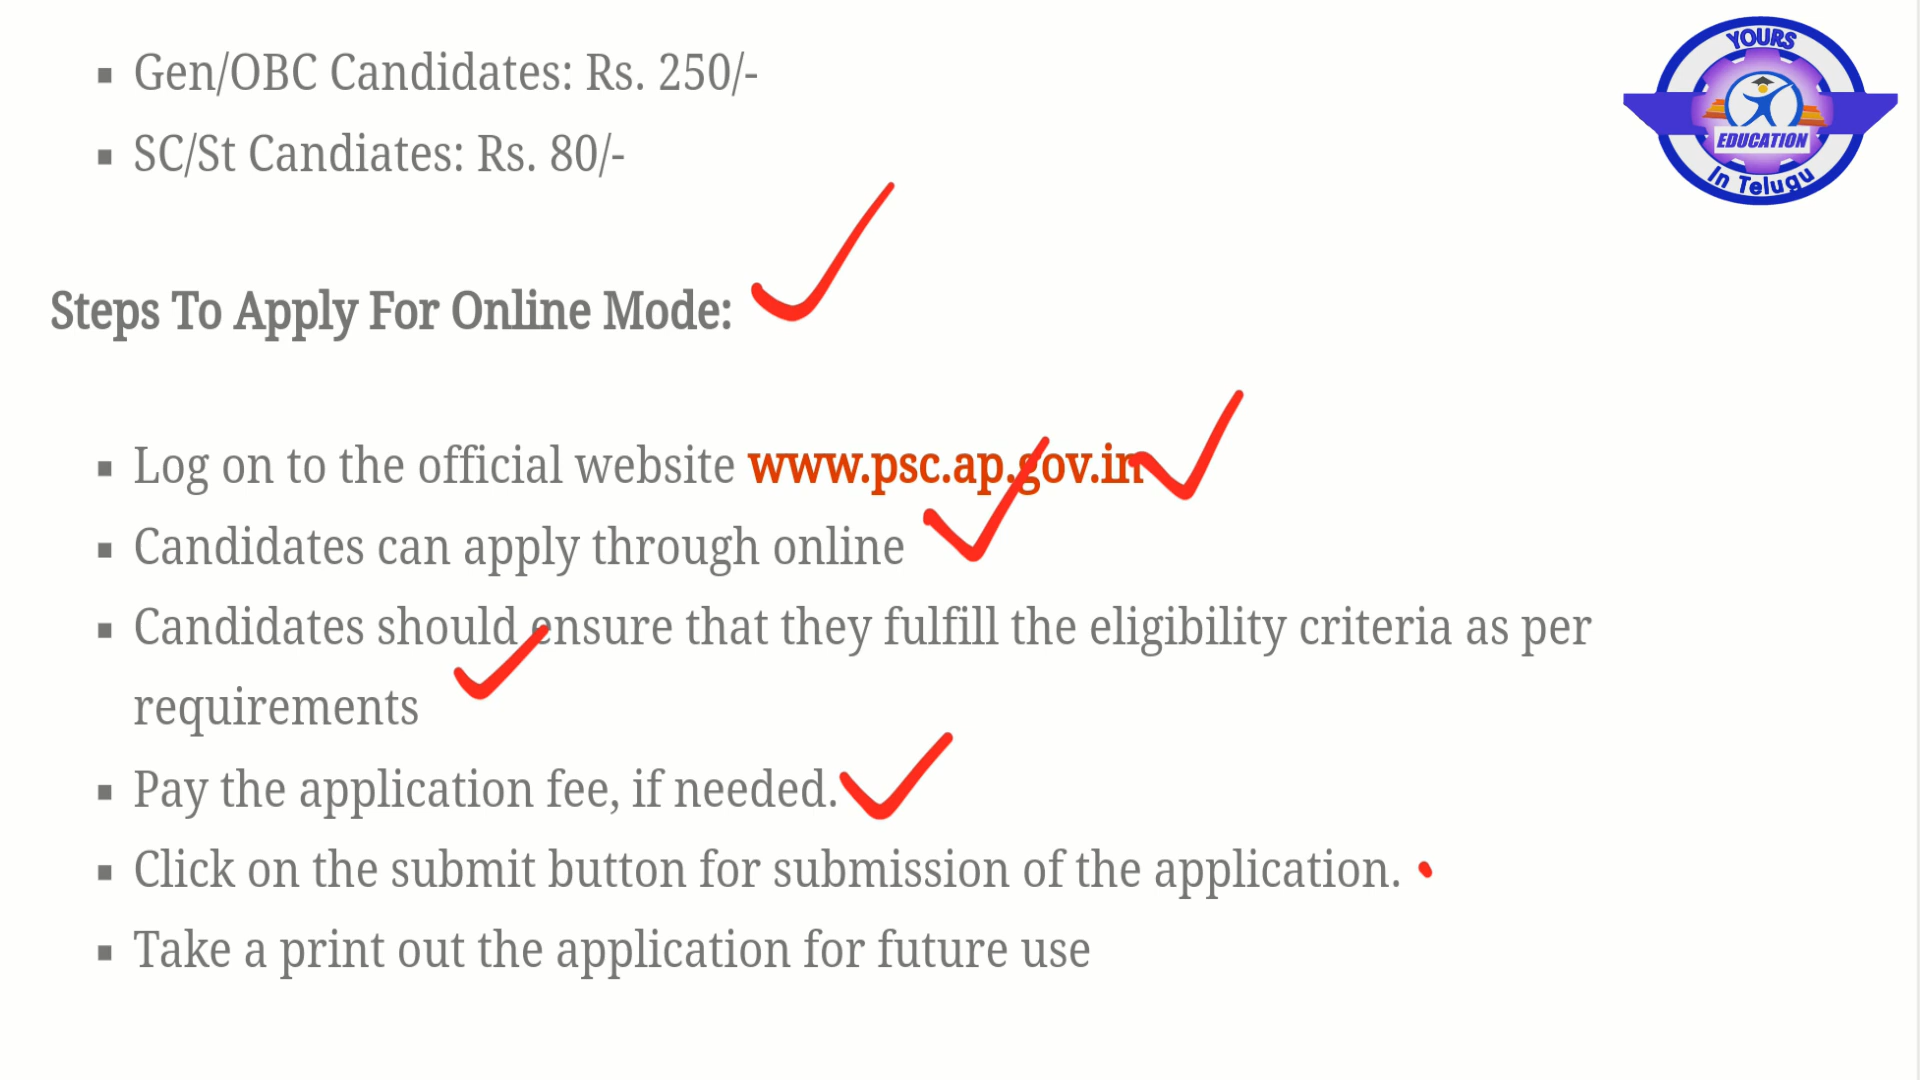 Gen/OBC Candidates: Rs. 250/-
SC/St Candiates: Rs. 80/-
YOURS
EDUCATION
In Telugu
Steps To Apply For Online Mode:
Log on to the official website www.psc.ap.gov.in
Candidates can apply through online
Candidates should ensure that they fulfill the eligibility criteria as per
requirements
Pay the application fee, if needed.
Click on the submit button for submission of the application.
Take a print out the application for future use